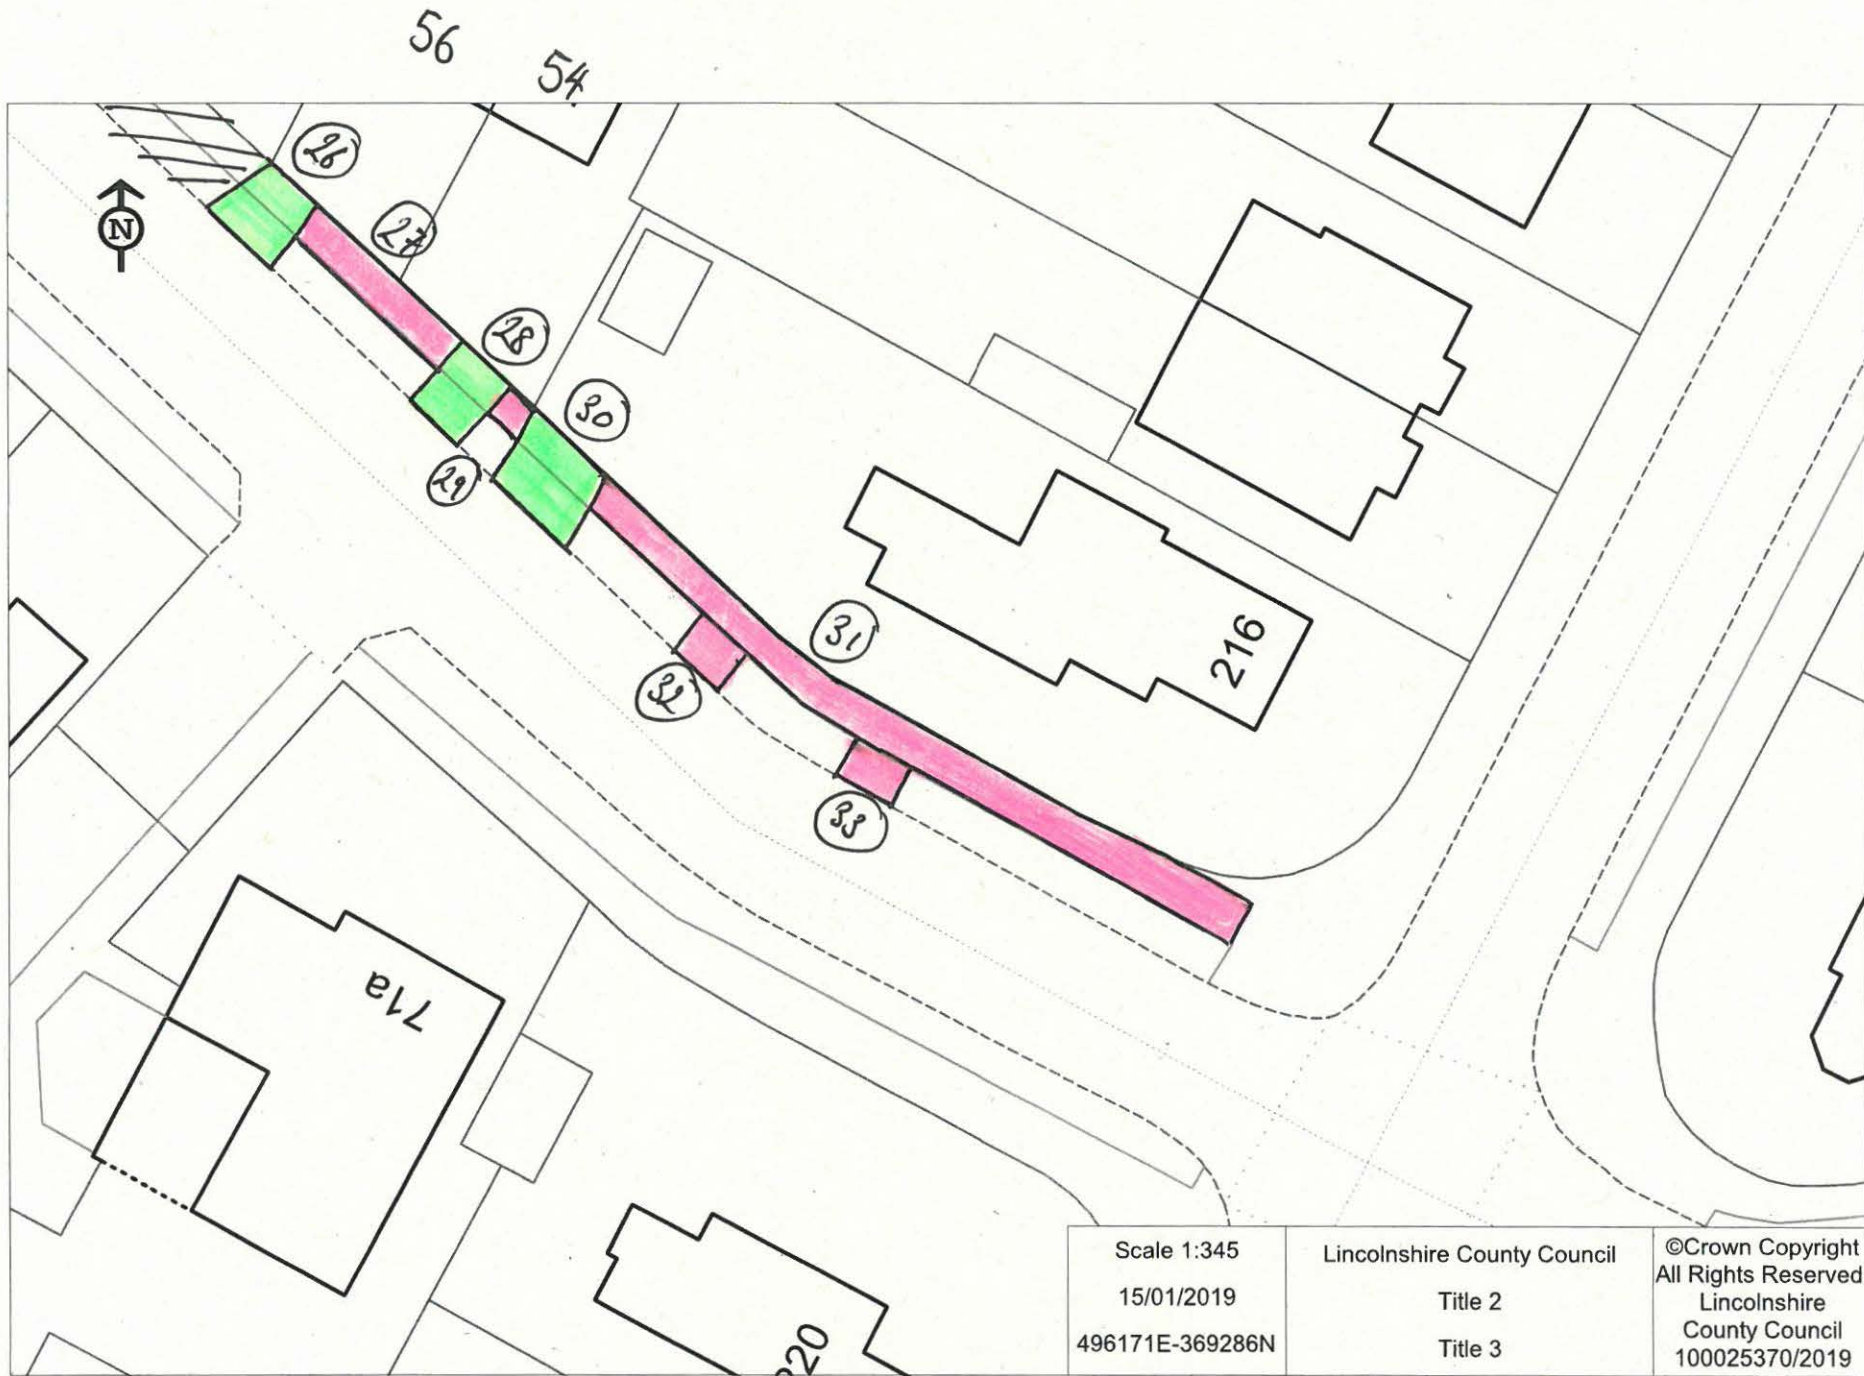 56
54
26
N
27
28
30
29
31
216
32
33
71a
Scale 1:345
15/01/2019
496171E-369286N
Lincolnshire County Council
Title 2
Title 3
©Crown Copyright
All Rights Reserved
Lincolnshire
County Council
100025370/2019